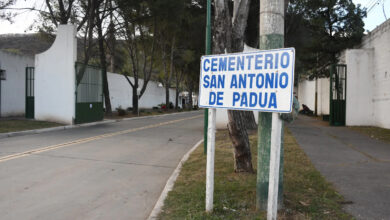 CEMENTERIO
SAN ANTONIO
DE PADUA